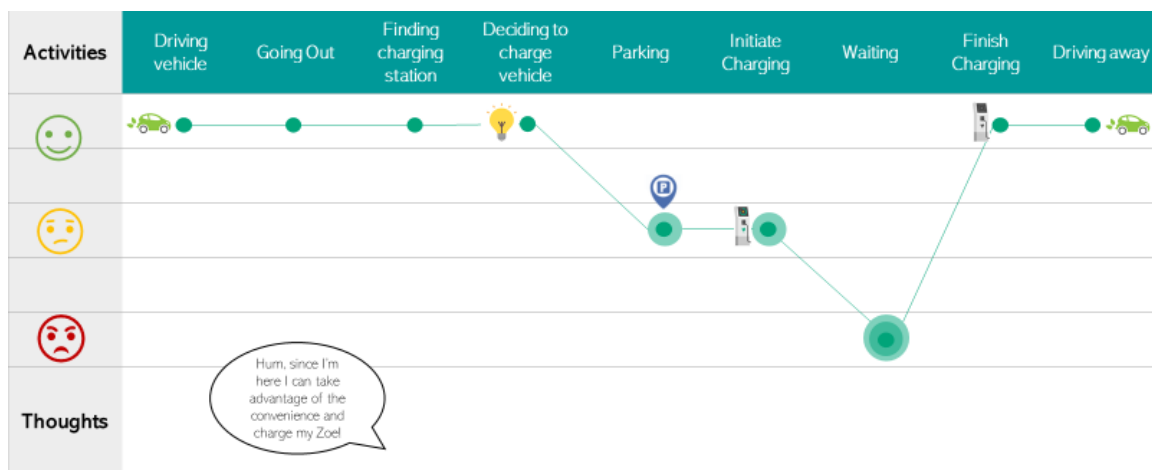 Activities
Driving
vehicle
Going Out
Finding
charging
station
Deciding to
charge
vehicle
Parking
Initiate
Charging
Waiting
Finish
Charging
Driving away
P
Hum, since I'm
here I can take
advantage of the
convenience and
charge my Zoe!
Thoughts